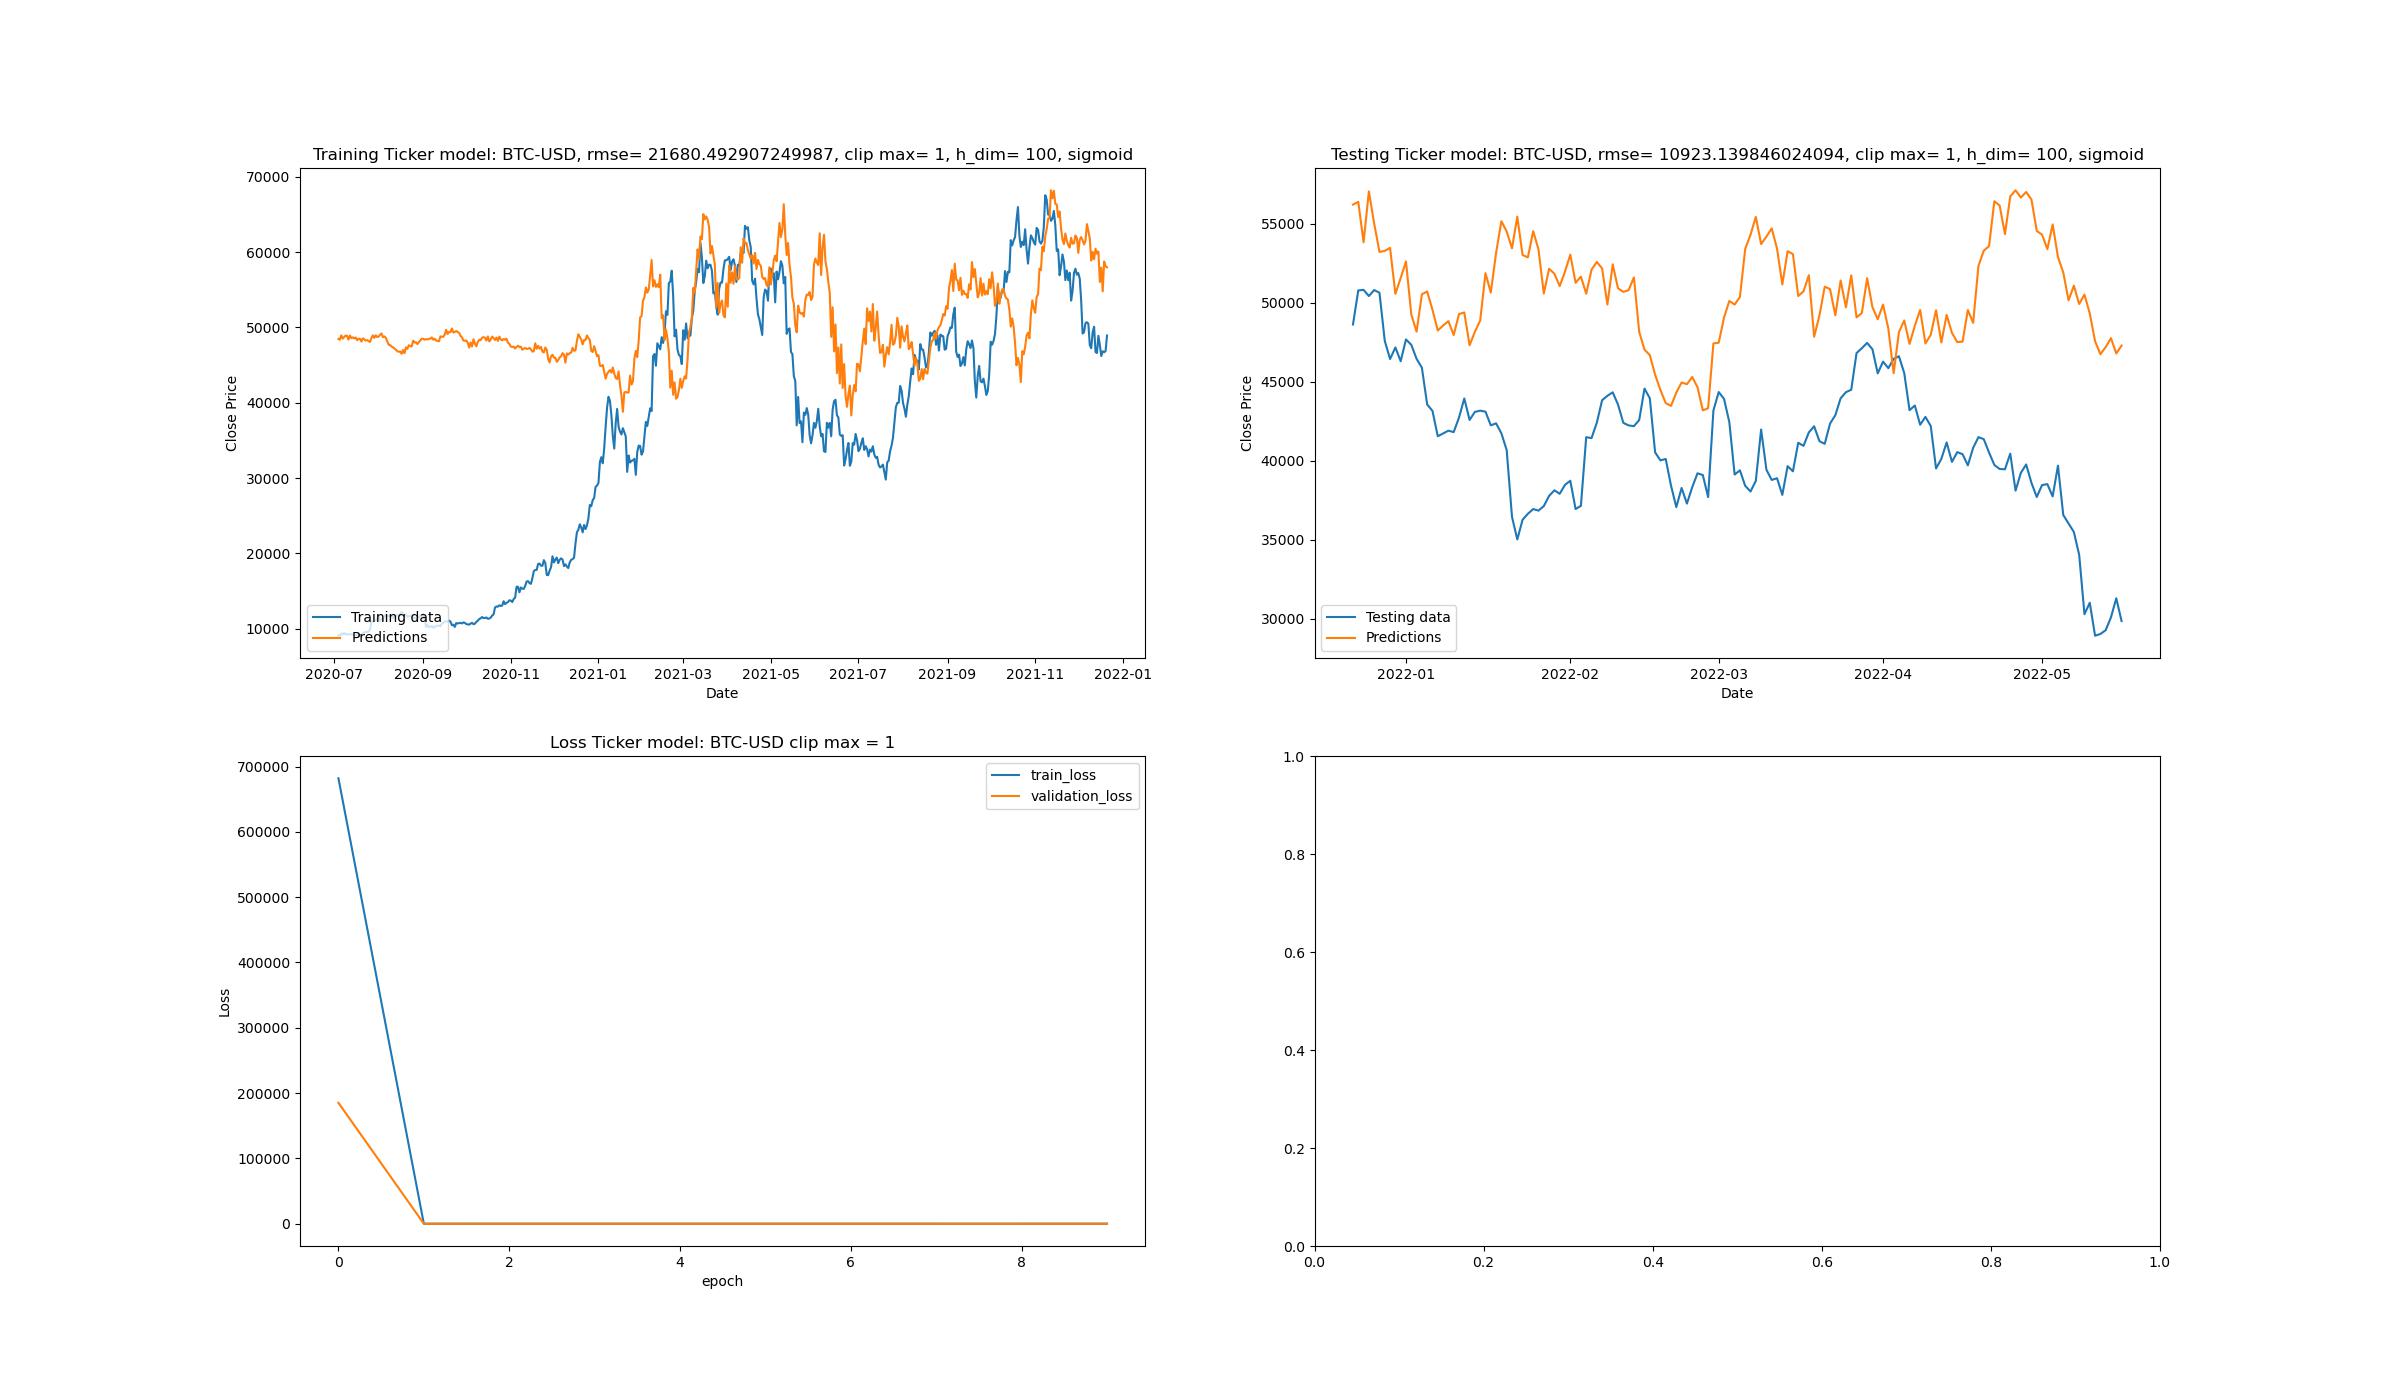 Training Ticker model: BTC-USD, rmse= 21680.492907249987, clip max= 1, h_dim= 100, sigmoid
70000
60000
50000
40000
30000
20000
10000
Close Price
Training data
Predictions
2020-07 2020-09 2020-11 2021-01 2021-03 2021-05 2021-07 2021-09 2021-11 2022-01
Date
Testing Ticker model: BTC-USD, rmse= 10923.139846024094, clip max= 1, h_dim= 100, sigmoid
55000
50000
45000
40000
35000
30000
Close Price
Testing data
Predictions
2022-01 2022-02 2022-03 2022-04 2022-05
Date
Loss Ticker model: BTC-USD clip max = 1
700000
600000
500000
400000
300000
200000
100000
0
Loss
train_loss
validation_loss
0 2 4 6 8
epoch
1.0
0.8
0.6
0.4
0.2
0.0
0.0 0.2 0.4 0.6 0.8 1.0